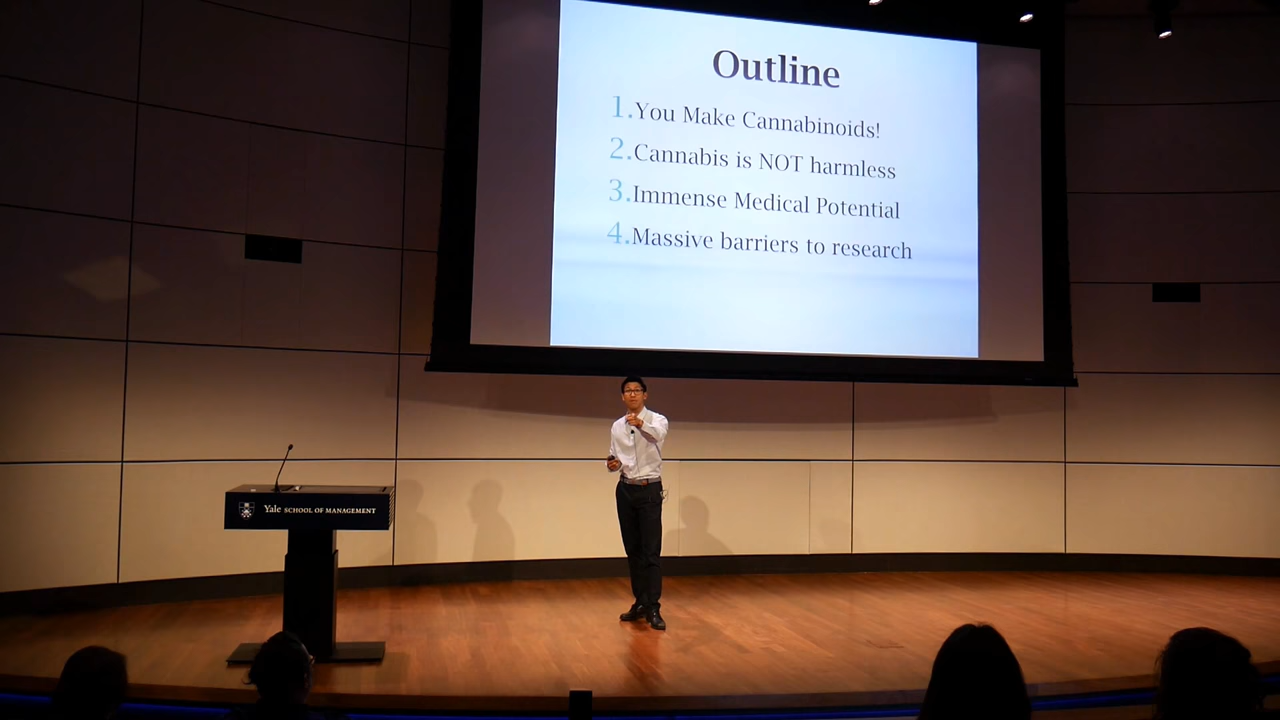 Outline
1.You Make Cannabinoids!
2.Cannabis is NOT harmless
3.Immense Medical Potential
4.Massive barriers to research
Yale SCHOOL OF MANAGEMENT